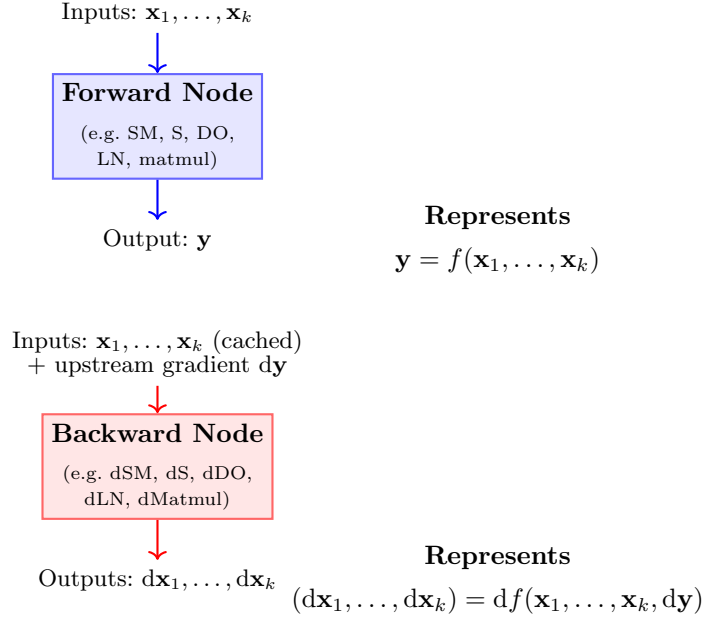 Inputs: x₁, . . . , xₖ
Forward Node
(e.g. SM, S, DO,
LN, matmul)
Output: y
Represents
y = f(x₁, . . . , xₖ)
Inputs: x₁, . . . , xₖ (cached)
+ upstream gradient dy
Backward Node
(e.g. dSM, dS, dDO,
dLN, dMatmul)
Outputs: dx₁, . . . , dxₖ
Represents
(dx₁, . . . , dxₖ) = df(x₁, . . . , xₖ, dy)